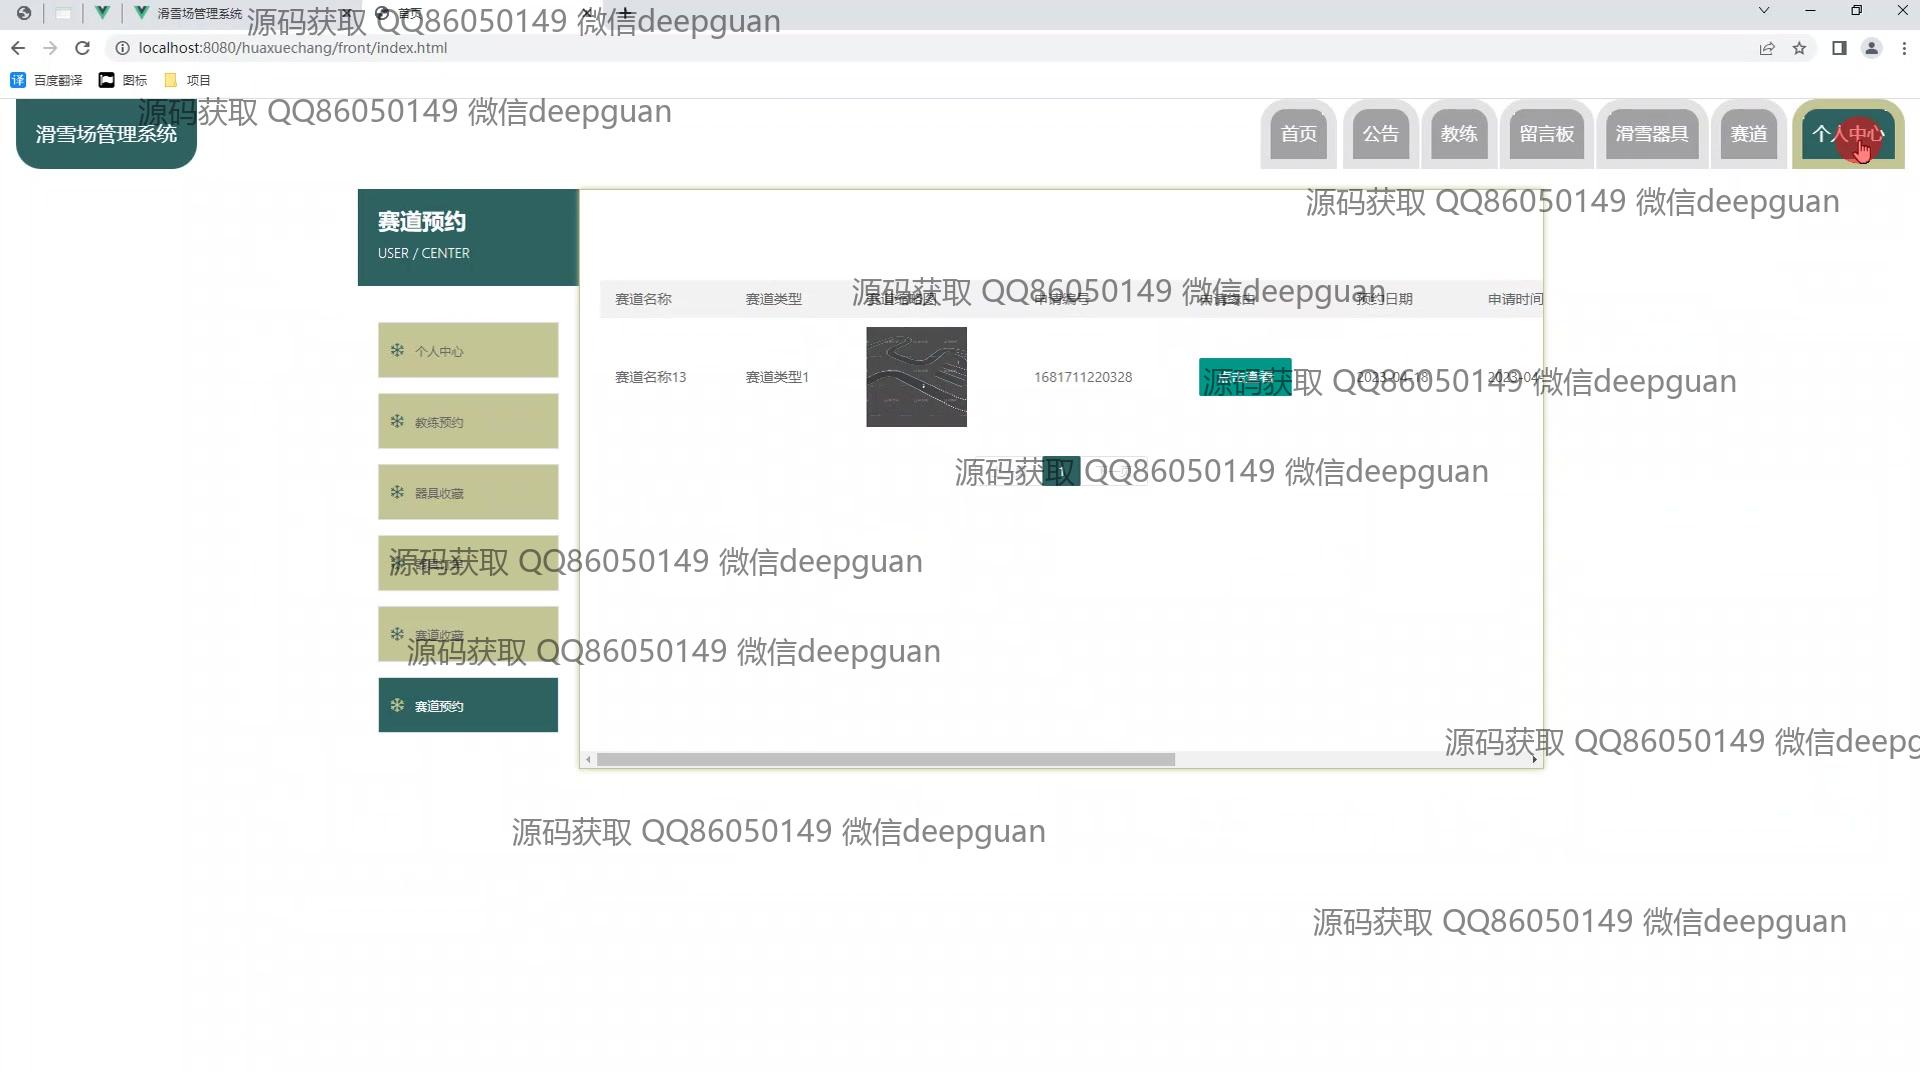 滑雪场管理系统
首页
源码获取 QQ86050149 微信deepguan
localhost:8080/huaxuechang/front/index.html
百度翻译 图标 项目
源码获取 QQ86050149 微信deepguan
滑雪场管理系统
首页 公告 教练 留言板 滑雪器具 赛道 个人中心
源码获取 QQ86050149 微信deepguan
赛道预约
USER / CENTER
源码获取 QQ86050149 微信deepguan
赛道名称 赛道类型 赛道缩略图 申请编号 预约日期 申请时间
个人中心
赛道名称13 赛道类型1 1681711220328 点击查看 2023-04-18 2023-04
源码获取 QQ86050149 微信deepguan
教练预约
源码获取 QQ86050149 微信deepguan
1
器具收藏
源码获取 QQ86050149 微信deepguan
赛道收藏
源码获取 QQ86050149 微信deepguan
赛道预约
源码获取 QQ86050149 微信deepg
源码获取 QQ86050149 微信deepguan
源码获取 QQ86050149 微信deepguan